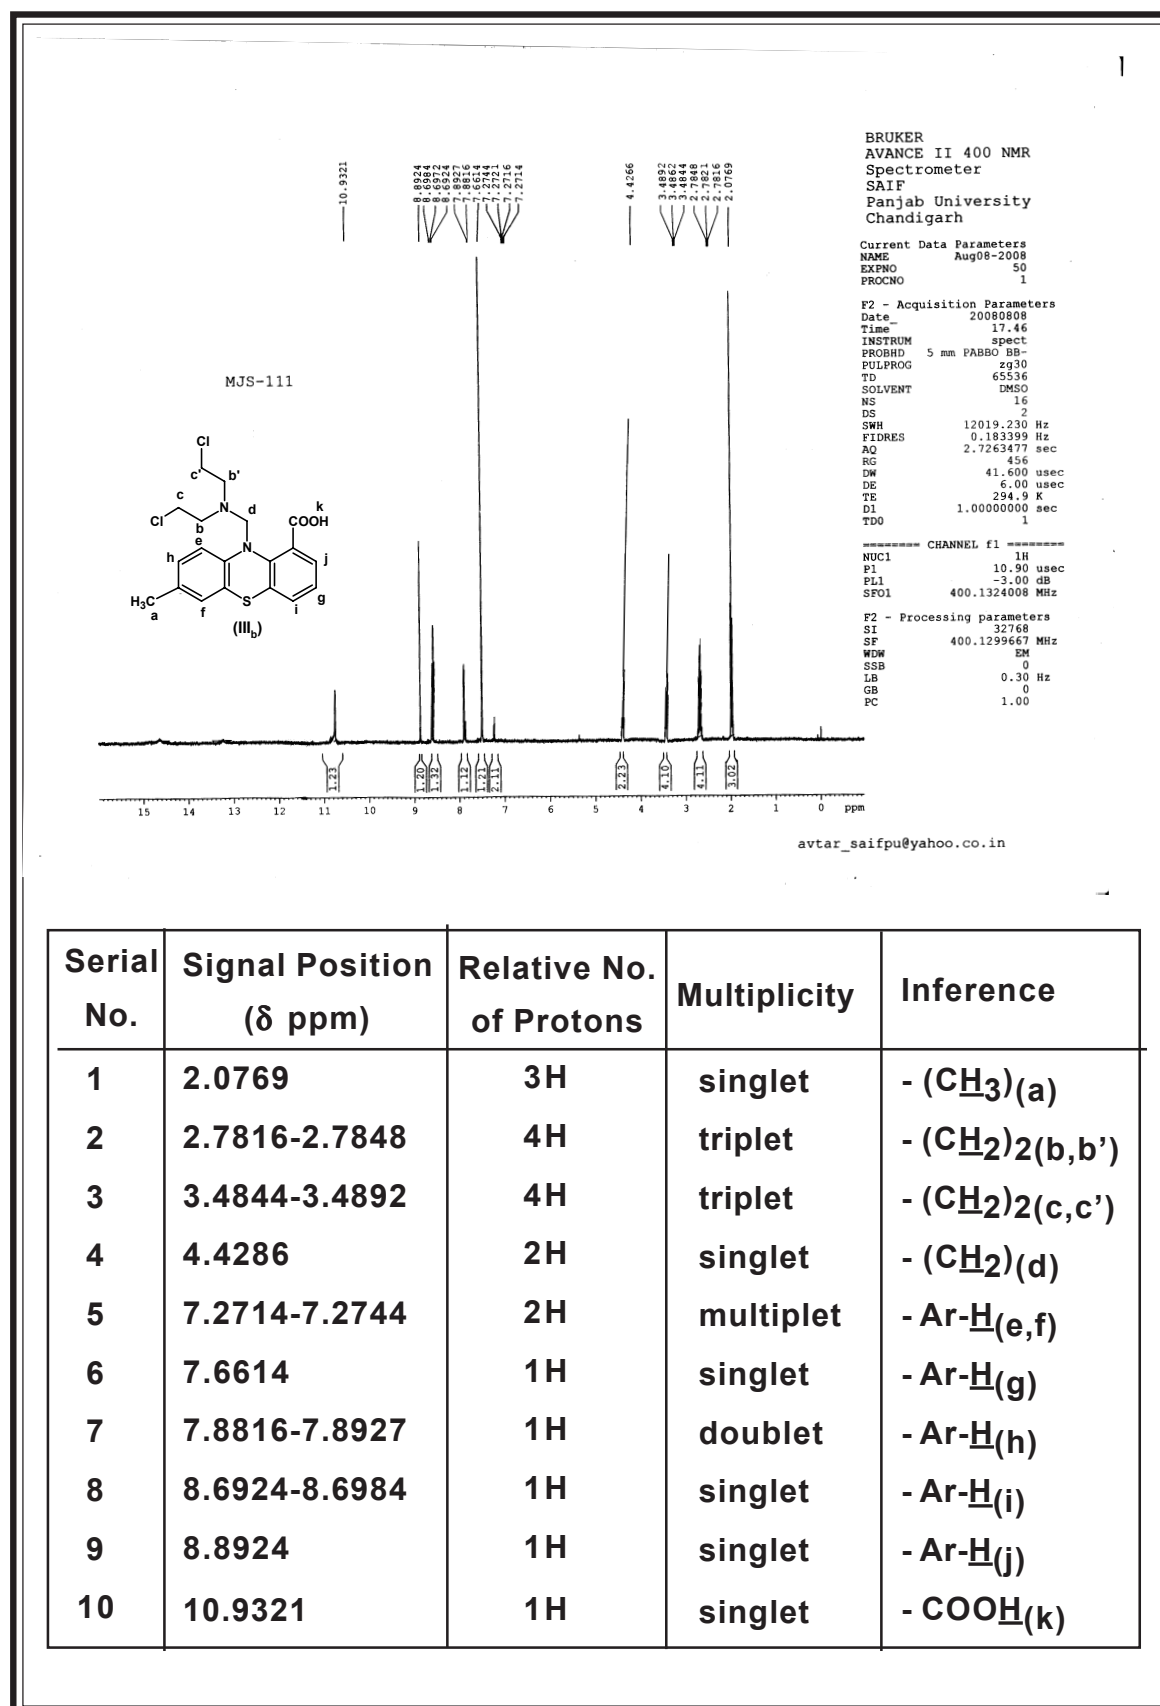 1
BRUKER
AVANCE II 400 NMR
Spectrometer
SAIF
Panjab University
Chandigarh
10.9321
8.8924
8.6984
8.6972
8.6924
7.8927
7.8816
7.6614
7.2744
7.2721
7.2716
7.2714
4.4266
3.4892
3.4862
3.4844
2.7848
2.7821
2.7816
2.0769
Current Data Parameters
NAME Aug08-2008
EXPNO 50
PROCNO 1
F2 - Acquisition Parameters
Date_ 20080808
Time 17.46
INSTRUM spect
PROBHD 5 mm PABBO BB-
PULPROG zg30
TD 65536
SOLVENT DMSO
NS 16
DS 2
SWH 12019.230 Hz
FIDRES 0.183399 Hz
AQ 2.7263477 sec
RG 456
DW 41.600 usec
DE 6.00 usec
TE 294.9 K
D1 1.00000000 sec
TD0 1
======== CHANNEL f1 ========
NUC1 1H
P1 10.90 usec
PL1 -3.00 dB
SFO1 400.1324008 MHz
F2 - Processing parameters
SI 32768
SF 400.1299667 MHz
WDW EM
SSB 0
LB 0.30 Hz
GB 0
PC 1.00
MJS-111
Cl
c' b'
c
N d k
Cl b COOH
e N
h j
H3C f S i g
a
(IIIb)
1.23 1.20 1.32 1.12 1.21 2.11 2.23 4.10 4.11 3.02
15 14 13 12 11 10 9 8 7 6 5 4 3 2 1 0 ppm
avtar_saifpu@yahoo.co.in
Serial No. Signal Position (δ ppm) Relative No. of Protons Multiplicity Inference
1 2.0769 3H singlet - (CH3)(a)
2 2.7816-2.7848 4H triplet - (CH2)2(b,b’)
3 3.4844-3.4892 4H triplet - (CH2)2(c,c’)
4 4.4286 2H singlet - (CH2)(d)
5 7.2714-7.2744 2H multiplet - Ar-H(e,f)
6 7.6614 1H singlet - Ar-H(g)
7 7.8816-7.8927 1H doublet - Ar-H(h)
8 8.6924-8.6984 1H singlet - Ar-H(i)
9 8.8924 1H singlet - Ar-H(j)
10 10.9321 1H singlet - COOH(k)